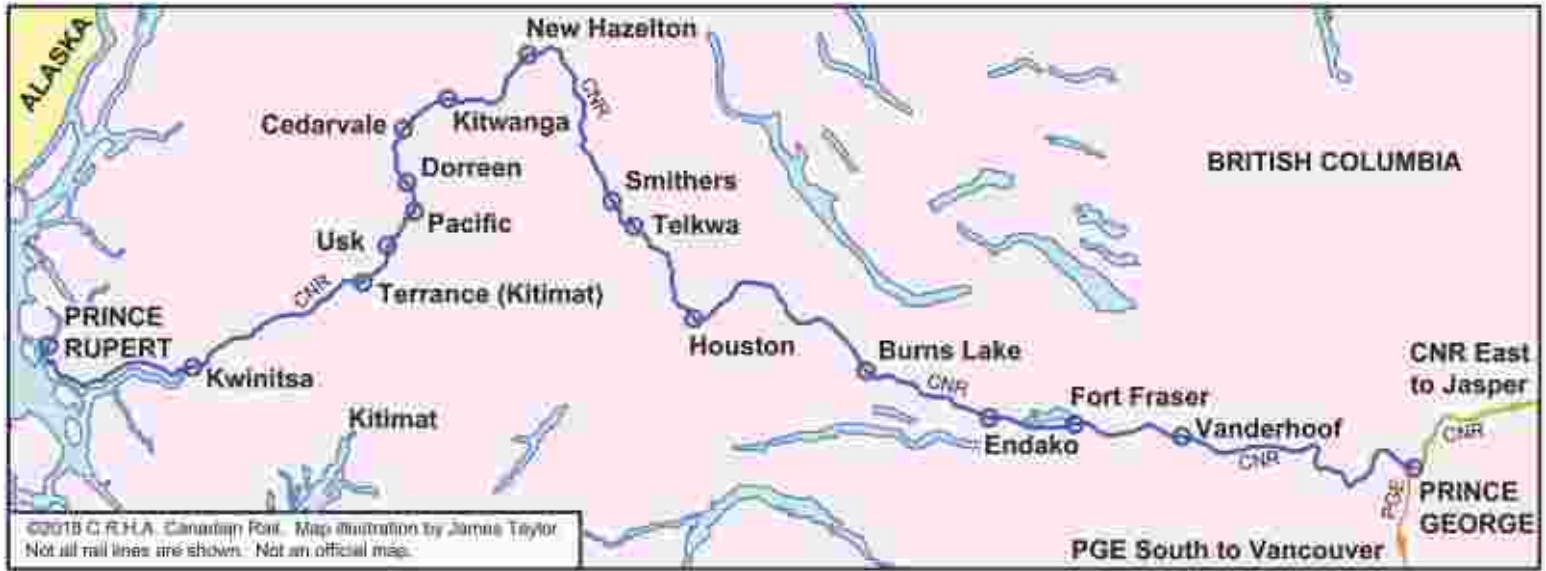 ALASKA
New Hazelton
CNR
Cedarvale
Kitwanga
Dorreen
Smithers
BRITISH COLUMBIA
Pacific
Telkwa
Usk
CNR
Terrance (Kitimat)
PRINCE
RUPERT
Houston
Kwinitsa
Burns Lake
CNR
CNR East
to Jasper
Fort Fraser
Kitimat
Endako
Vanderhoof
CNR
CNR
PGE
PRINCE
GEORGE
©2018 C.R.H.A. Canadian Rail. Map illustration by James Taylor
Not all rail lines are shown. Not an official map.
PGE South to Vancouver